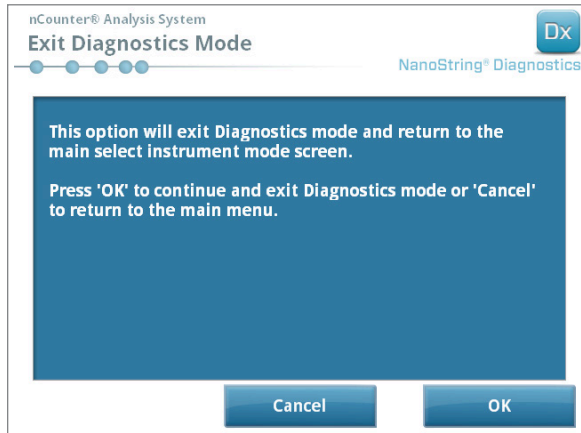 nCounter® Analysis System
Exit Diagnostics Mode
Dx
NanoString® Diagnostics
This option will exit Diagnostics mode and return to the
main select instrument mode screen.
Press 'OK' to continue and exit Diagnostics mode or 'Cancel'
to return to the main menu.
Cancel
OK